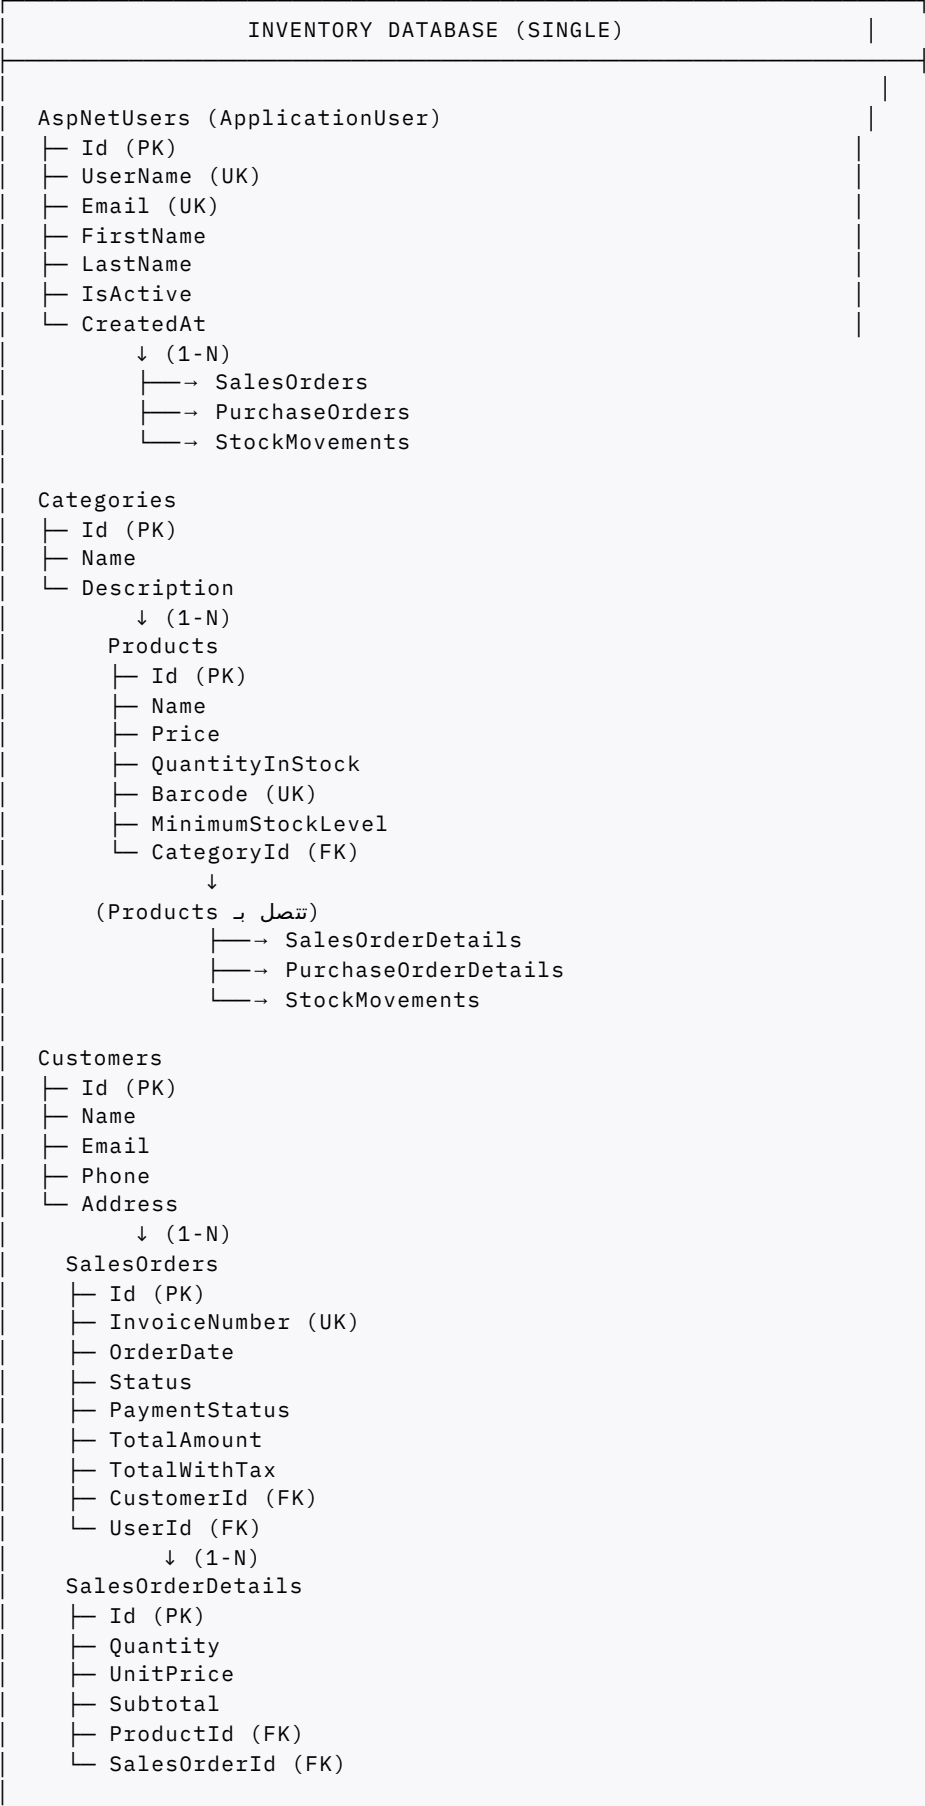 INVENTORY DATABASE (SINGLE)
AspNetUsers (ApplicationUser)
├─ Id (PK)
├─ UserName (UK)
├─ Email (UK)
├─ FirstName
├─ LastName
├─ IsActive
└─ CreatedAt
↓ (1-N)
├──→ SalesOrders
├──→ PurchaseOrders
└──→ StockMovements
Categories
├─ Id (PK)
├─ Name
└─ Description
↓ (1-N)
Products
├─ Id (PK)
├─ Name
├─ Price
├─ QuantityInStock
├─ Barcode (UK)
├─ MinimumStockLevel
└─ CategoryId (FK)
↓
(Products تتصل بـ)
├──→ SalesOrderDetails
├──→ PurchaseOrderDetails
└──→ StockMovements
Customers
├─ Id (PK)
├─ Name
├─ Email
├─ Phone
└─ Address
↓ (1-N)
SalesOrders
├─ Id (PK)
├─ InvoiceNumber (UK)
├─ OrderDate
├─ Status
├─ PaymentStatus
├─ TotalAmount
├─ TotalWithTax
├─ CustomerId (FK)
└─ UserId (FK)
↓ (1-N)
SalesOrderDetails
├─ Id (PK)
├─ Quantity
├─ UnitPrice
├─ Subtotal
├─ ProductId (FK)
└─ SalesOrderId (FK)